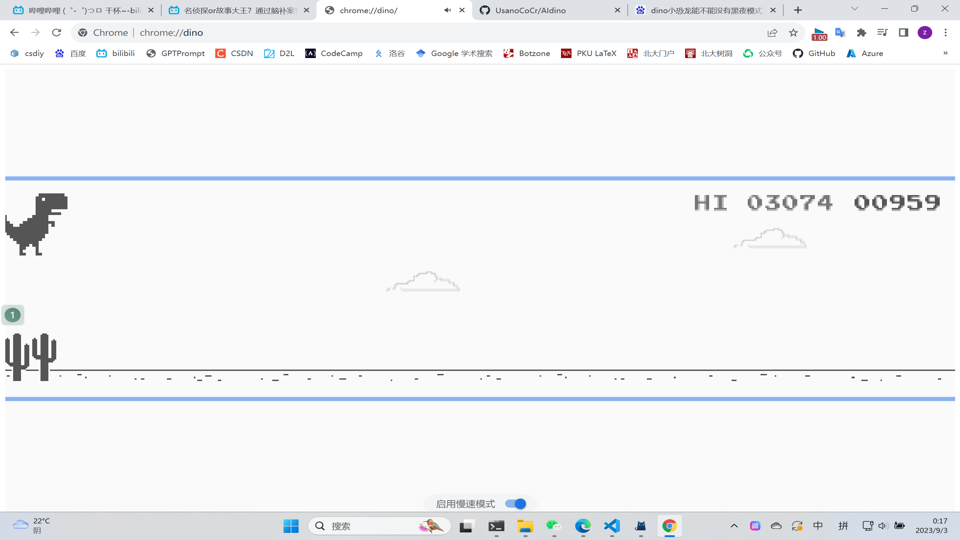 哔哩哔哩 (゜-゜)つロ 干杯~-bili
名侦探or故事大王？通过脑补案
chrome://dino/
UsanoCoCr/AIdino
dino小恐龙能不能没有黑夜模式
Chrome | chrome://dino
1.00
z
csdiy
百度
bilibili
GPTPrompt
CSDN
D2L
CodeCamp
洛谷
Google 学术搜索
Botzone
PKU LaTeX
北大门户
北大树洞
公众号
GitHub
Azure
»
HI 03074 00959
1
启用慢速模式
22°C
阴
搜索
中
拼
0:17
2023/9/3